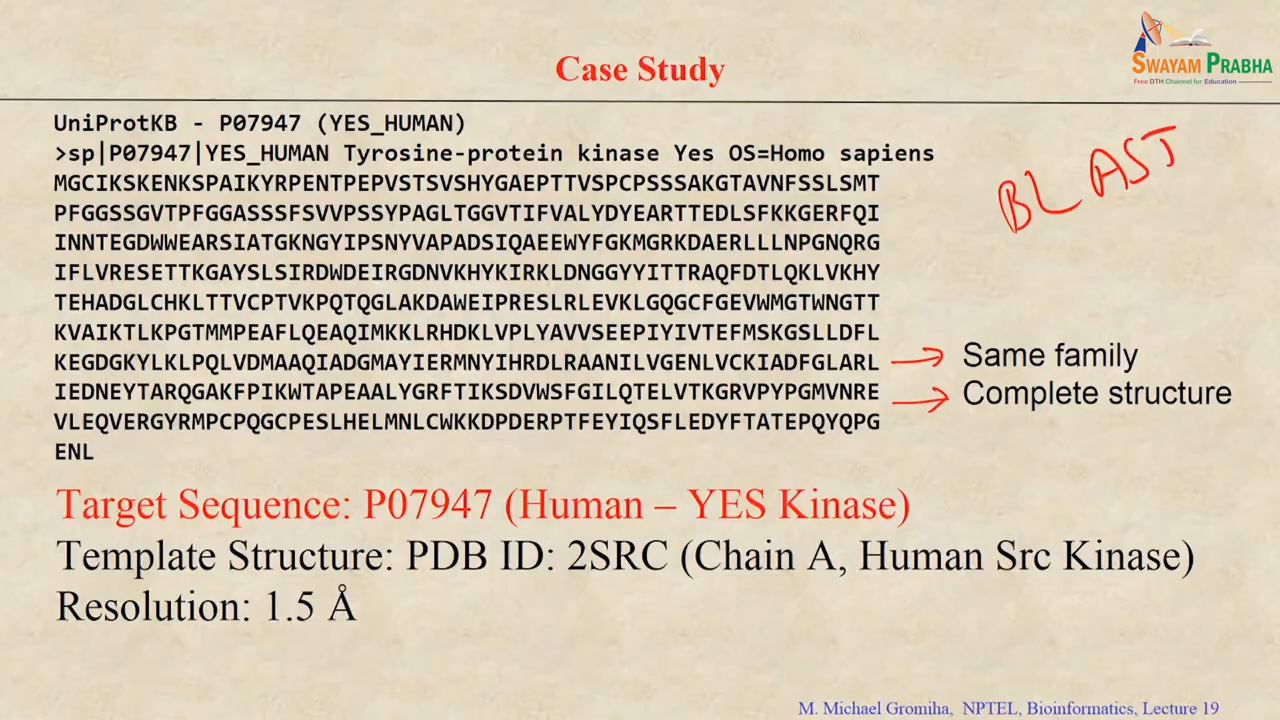 SWAYAM PRABHA
Free DTH Channel for Education
Case Study
UniProtKB - P07947 (YES_HUMAN)
>sp|P07947|YES_HUMAN Tyrosine-protein kinase Yes OS=Homo sapiens
MGCIKSKENKSPAIKYRPENTPEPVSTSVSHYGAEPTTVSPCPSSSAKGTAVNFSSLSMT
PFGGSSGVTPFGGASSSFSVVPSSYPAGLTGGVTIFVALYDYEARTTEDLSFKKGERFQI
INNTEGDWWEARSIATGKNGYIPSNYVAPADSIQAEEWYFGKMGRKDAERLLLNPGNQRG
IFLVRESETTKGAYSLSIRDWDEIRGDNVKHYKIRKLDNGGYYITTRAQFDTLQKLVKHY
TEHADGLCHKLTTVCPTVKPQTQGLAKDAWEIPRESLRLEVKLGQGCFGEVWMGTWNGTT
KVAIKTLKPGTMMPEAFLQEAQIMKKLRHDKLVPLYAVVSEEPIYIVTEFMSKGSLLDFL
KEGDGKYLKLPQLVDMAAQIADGMAYIERMNYIHRDLRAANILVGENLVCKIADFGLARL
IEDNEYTARQGAKFPIKWTAPEAALYGRFTIKSDVWSFGILQTELVTKGRVPYPGMVNRE
VLEQVERGYRMPCPQGCPESLHELMNLCWKKDPDERPTFEYIQSFLEDYFTATEPQYQPG
ENL
BLAST
Same family
Complete structure
Target Sequence: P07947 (Human – YES Kinase)
Template Structure: PDB ID: 2SRC (Chain A, Human Src Kinase)
Resolution: 1.5 Å
M. Michael Gromiha, NPTEL, Bioinformatics, Lecture 19